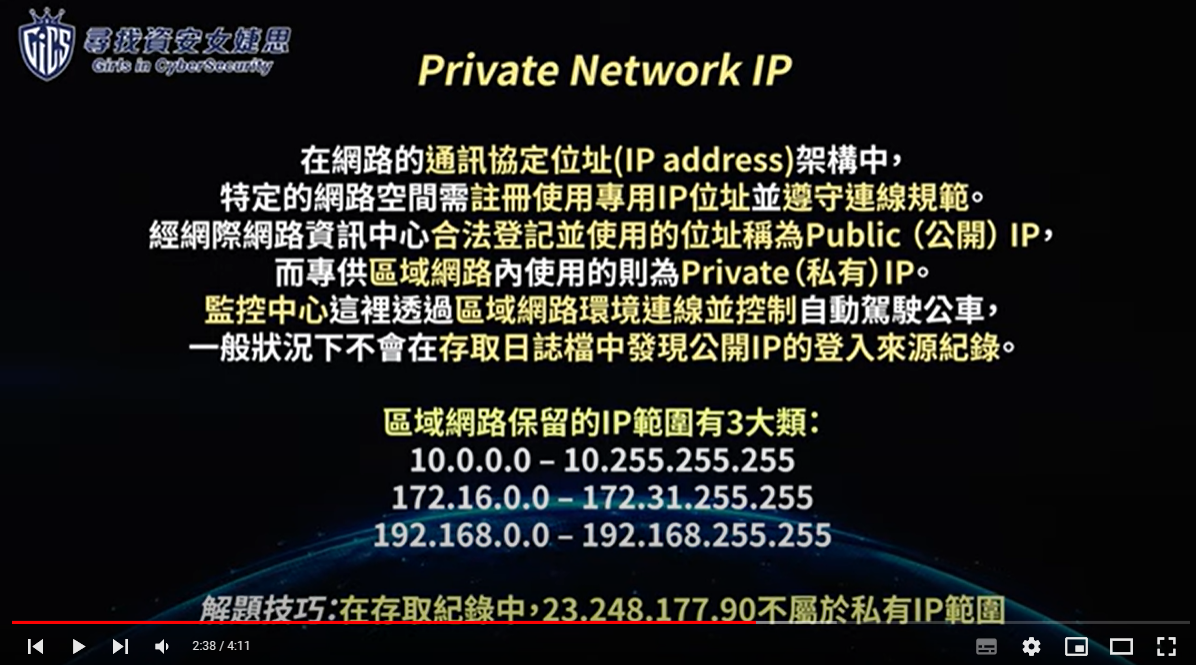 GiCS
尋找資安女婕思
Girls in CyberSecurity
Private Network IP
在網路的通訊協定位址(IP address)架構中，
特定的網路空間需註冊使用專用IP位址並遵守連線規範。
經網際網路資訊中心合法登記並使用的位址稱為Public（公開）IP，
而專供區域網路內使用的則為Private（私有）IP。
監控中心這裡透過區域網路環境連線並控制自動駕駛公車，
一般狀況下不會在存取日誌檔中發現公開IP的登入來源紀錄。
區域網路保留的IP範圍有3大類：
10.0.0.0 – 10.255.255.255
172.16.0.0 – 172.31.255.255
192.168.0.0 – 192.168.255.255
解題技巧：在存取紀錄中，23.248.177.90不屬於私有IP範圍
2:38 / 4:11